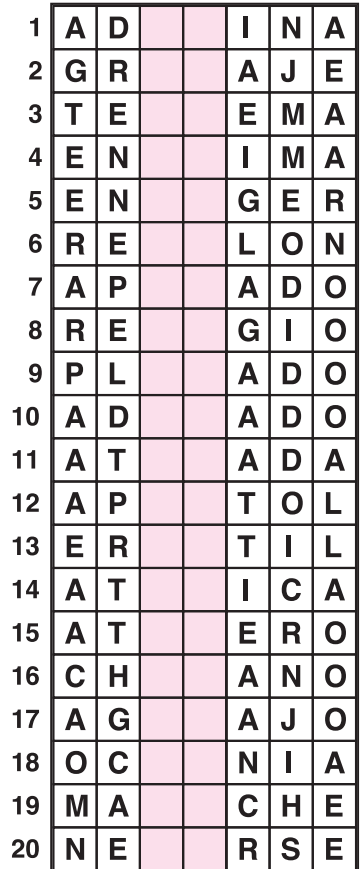 1 A D I N A
2 G R A J E
3 T E E M A
4 E N I M A
5 E N G E R
6 R E L O N
7 A P A D O
8 R E G I O
9 P L A D O
10 A D A D O
11 A T A D A
12 A P T O L
13 E R T I L
14 A T I C A
15 A T E R O
16 C H A N O
17 A G A J O
18 O C N I A
19 M A C H E
20 N E R S E